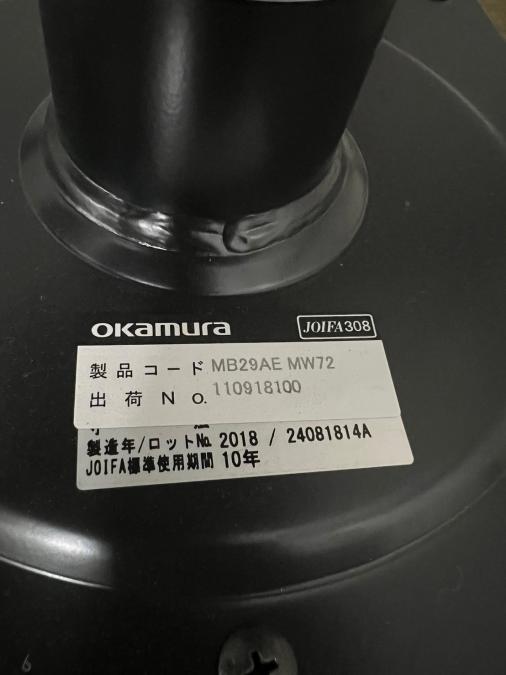 okamura
JOIFA308
製品コード MB29AE MW72
出荷 No. 110918100
製造年/ロットNo. 2018 / 24081814A
JOIFA標準使用期間 10年